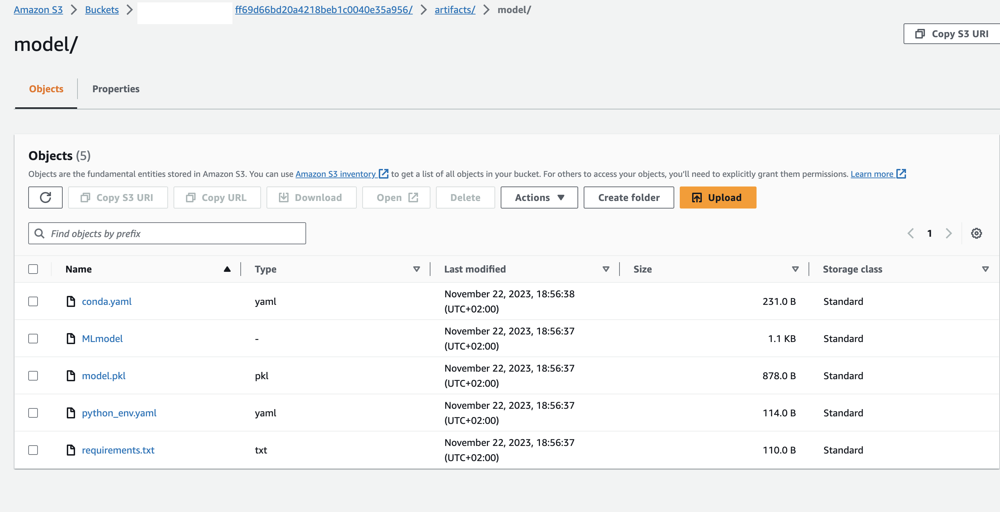 Amazon S3 > Buckets > ff69d66bd20a4218beb1c0040e35a956/ > artifacts/ > model/
Copy S3 URI
model/
Objects Properties
Objects (5)
Objects are the fundamental entities stored in Amazon S3. You can use Amazon S3 inventory to get a list of all objects in your bucket. For others to access your objects, you’ll need to explicitly grant them permissions. Learn more
Copy S3 URI Copy URL Download Open Delete Actions Create folder Upload
Find objects by prefix
1
Name Type Last modified Size Storage class
conda.yaml yaml November 22, 2023, 18:56:38 (UTC+02:00) 231.0 B Standard
MLmodel - November 22, 2023, 18:56:37 (UTC+02:00) 1.1 KB Standard
model.pkl pkl November 22, 2023, 18:56:37 (UTC+02:00) 878.0 B Standard
python_env.yaml yaml November 22, 2023, 18:56:37 (UTC+02:00) 114.0 B Standard
requirements.txt txt November 22, 2023, 18:56:37 (UTC+02:00) 110.0 B Standard